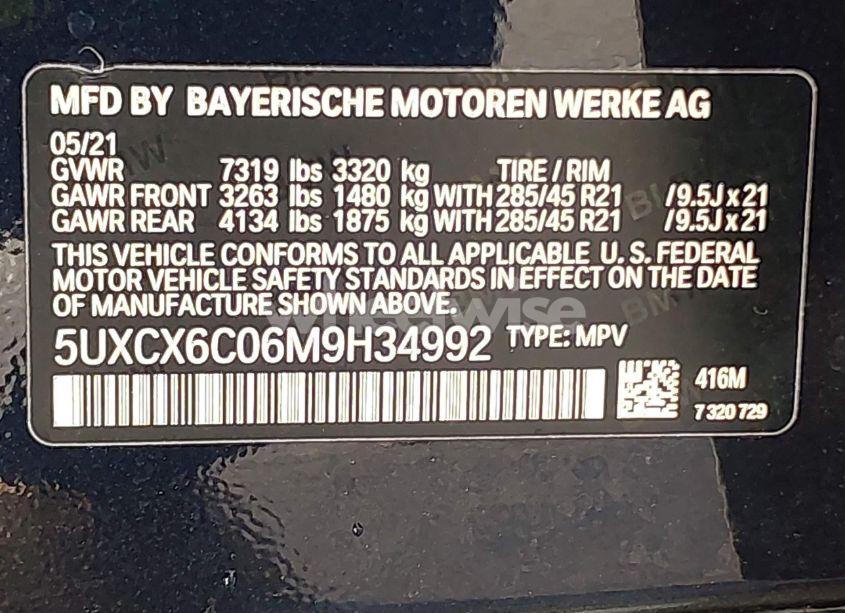 MFD BY BAYERISCHE MOTOREN WERKE AG
05/21
GVWR 7319 lbs 3320 kg TIRE / RIM
GAWR FRONT 3263 lbs 1480 kg WITH 285/45 R21 /9.5J x 21
GAWR REAR 4134 lbs 1875 kg WITH 285/45 R21 /9.5J x 21
THIS VEHICLE CONFORMS TO ALL APPLICABLE U.S. FEDERAL
MOTOR VEHICLE SAFETY STANDARDS IN EFFECT ON THE DATE
OF MANUFACTURE SHOWN ABOVE.
wheelwise
5UXCX6C06M9H34992 TYPE: MPV
416M
7 320 729